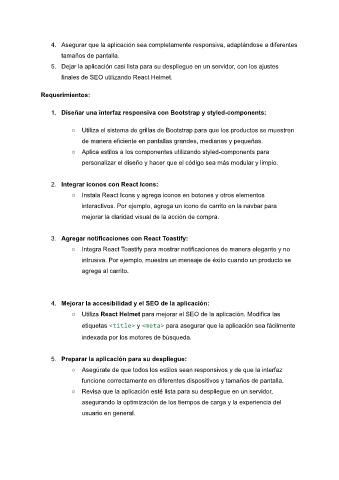 4. Asegurar que la aplicación sea completamente responsiva, adaptándose a diferentes
tamaños de pantalla.
5. Dejar la aplicación casi lista para su despliegue en un servidor, con los ajustes
finales de SEO utilizando React Helmet.
Requerimientos:
1. Diseñar una interfaz responsiva con Bootstrap y styled-components:
○ Utiliza el sistema de grillas de Bootstrap para que los productos se muestren
de manera eficiente en pantallas grandes, medianas y pequeñas.
○ Aplica estilos a los componentes utilizando styled-components para
personalizar el diseño y hacer que el código sea más modular y limpio.
2. Integrar iconos con React Icons:
○ Instala React Icons y agrega iconos en botones y otros elementos
interactivos. Por ejemplo, agrega un icono de carrito en la navbar para
mejorar la claridad visual de la acción de compra.
3. Agregar notificaciones con React Toastify:
○ Integra React Toastify para mostrar notificaciones de manera elegante y no
intrusiva. Por ejemplo, muestra un mensaje de éxito cuando un producto se
agrega al carrito.
4. Mejorar la accesibilidad y el SEO de la aplicación:
○ Utiliza React Helmet para mejorar el SEO de la aplicación. Modifica las
etiquetas <title> y <meta> para asegurar que la aplicación sea fácilmente
indexada por los motores de búsqueda.
5. Preparar la aplicación para su despliegue:
○ Asegúrate de que todos los estilos sean responsivos y de que la interfaz
funcione correctamente en diferentes dispositivos y tamaños de pantalla.
○ Revisa que la aplicación esté lista para su despliegue en un servidor,
asegurando la optimización de los tiempos de carga y la experiencia del
usuario en general.